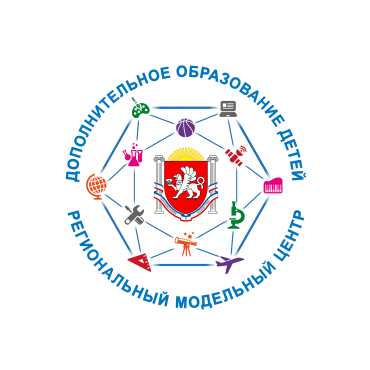 ДОПОЛНИТЕЛЬНОЕ ОБРАЗОВАНИЕ ДЕТЕЙ
РЕГИОНАЛЬНЫЙ МОДЕЛЬНЫЙ ЦЕНТР